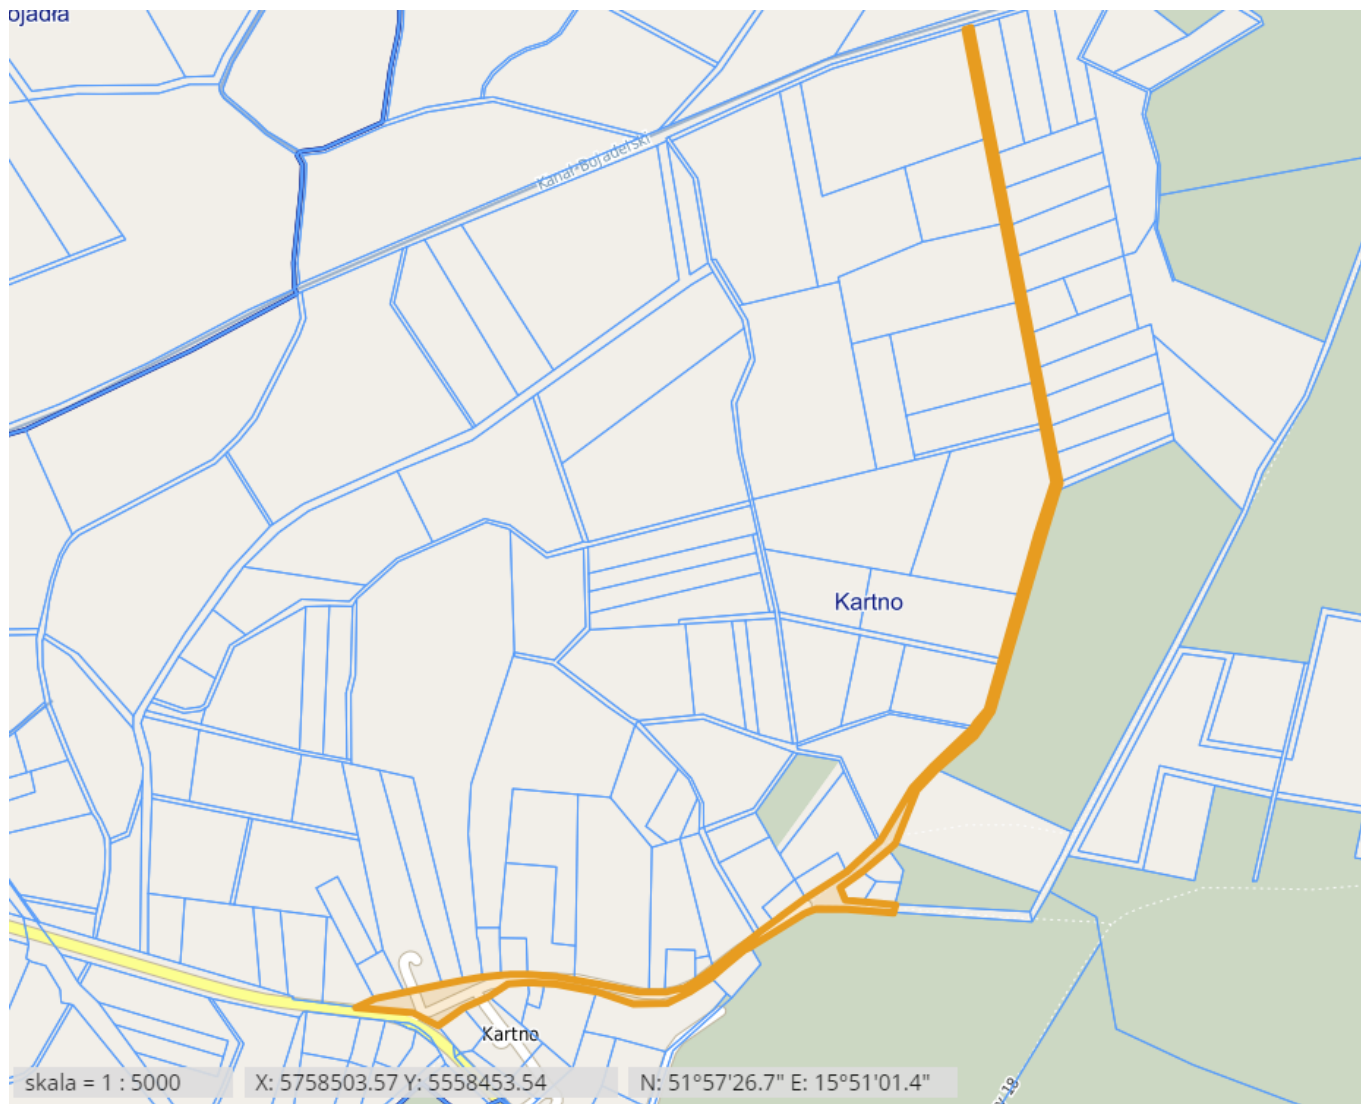 ojadła
Kanał Bojadelski
Kartno
Kartno
skala = 1 : 5000
X: 5758503.57 Y: 5558453.54
N: 51°57'26.7" E: 15°51'01.4"